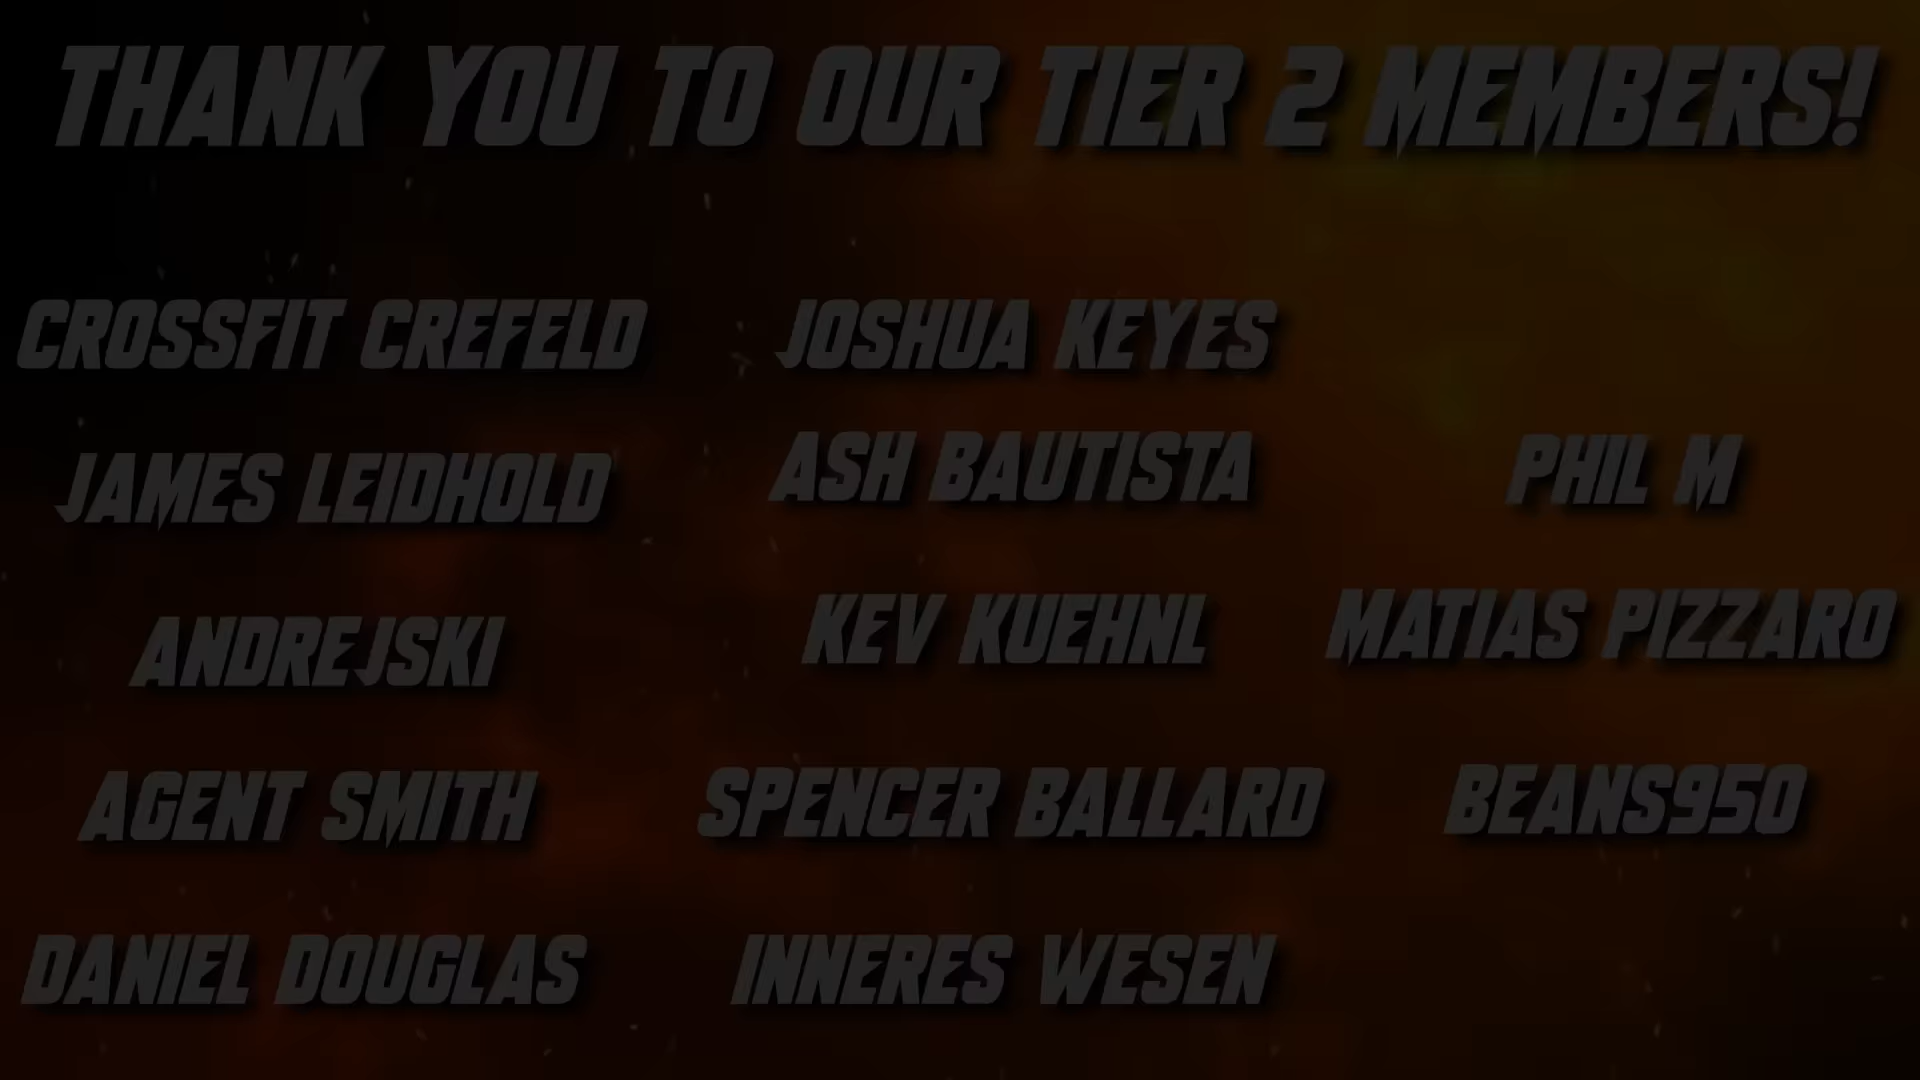 THANK YOU TO OUR TIER 2 MEMBERS!
CROSSFIT CREFELD
JAMES LEIDHOLD
ANDREJSKI
AGENT SMITH
DANIEL DOUGLAS
JOSHUA KEYES
ASH BAUTISTA
KEV KUEHNL
SPENCER BALLARD
INNERES WESEN
PHIL M
MATIAS PIZZARO
BEANS950